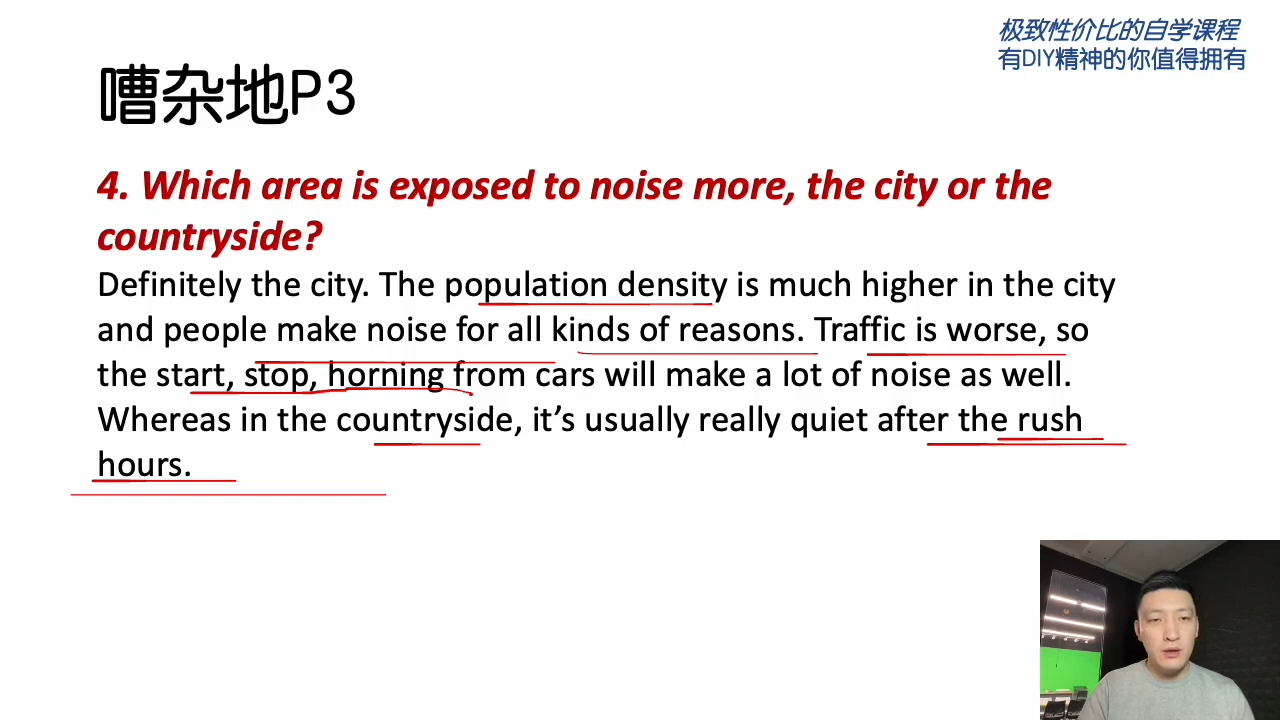 极致性价比的自学课程
有DIY精神的你值得拥有
嘈杂地P3
4. Which area is exposed to noise more, the city or the
countryside?
Definitely the city. The population density is much higher in the city
and people make noise for all kinds of reasons. Traffic is worse, so
the start, stop, horning from cars will make a lot of noise as well.
Whereas in the countryside, it’s usually really quiet after the rush
hours.